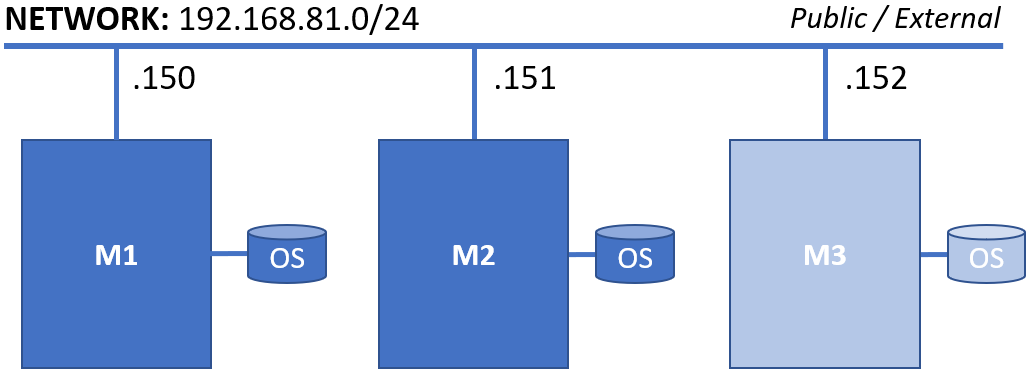 NETWORK: 192.168.81.0/24 Public / External
.150 .151 .152
M1 OS M2 OS M3 OS